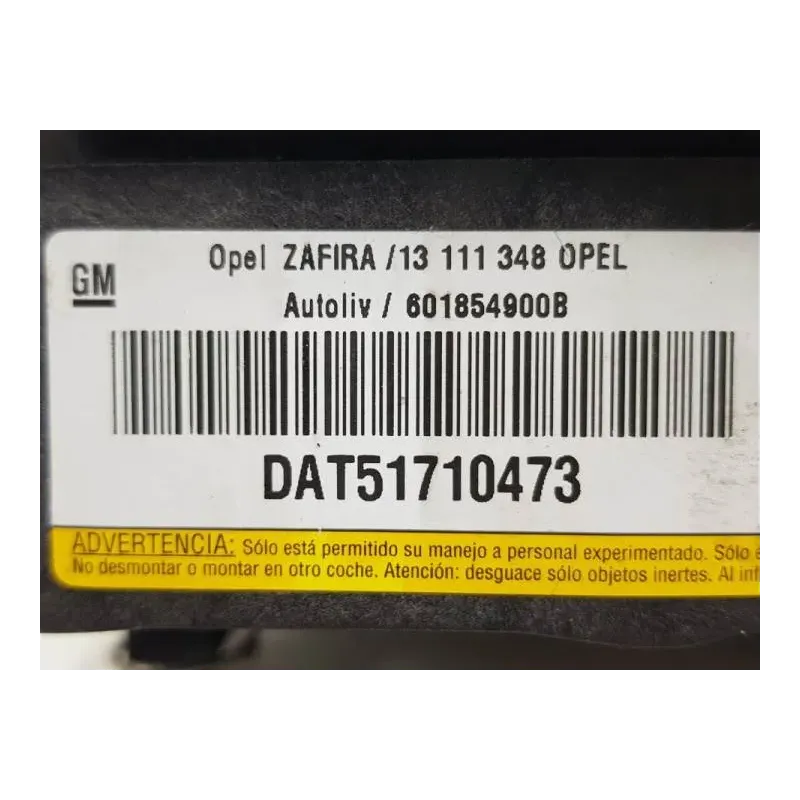 GM
Opel ZAFIRA /13 111 348 OPEL
Autoliv / 601854900B
DAT51710473
ADVERTENCIA: Sólo está permitido su manejo a personal experimentado. Sólo
No desmontar o montar en otro coche. Atención: desguace sólo objetos inertes. Al